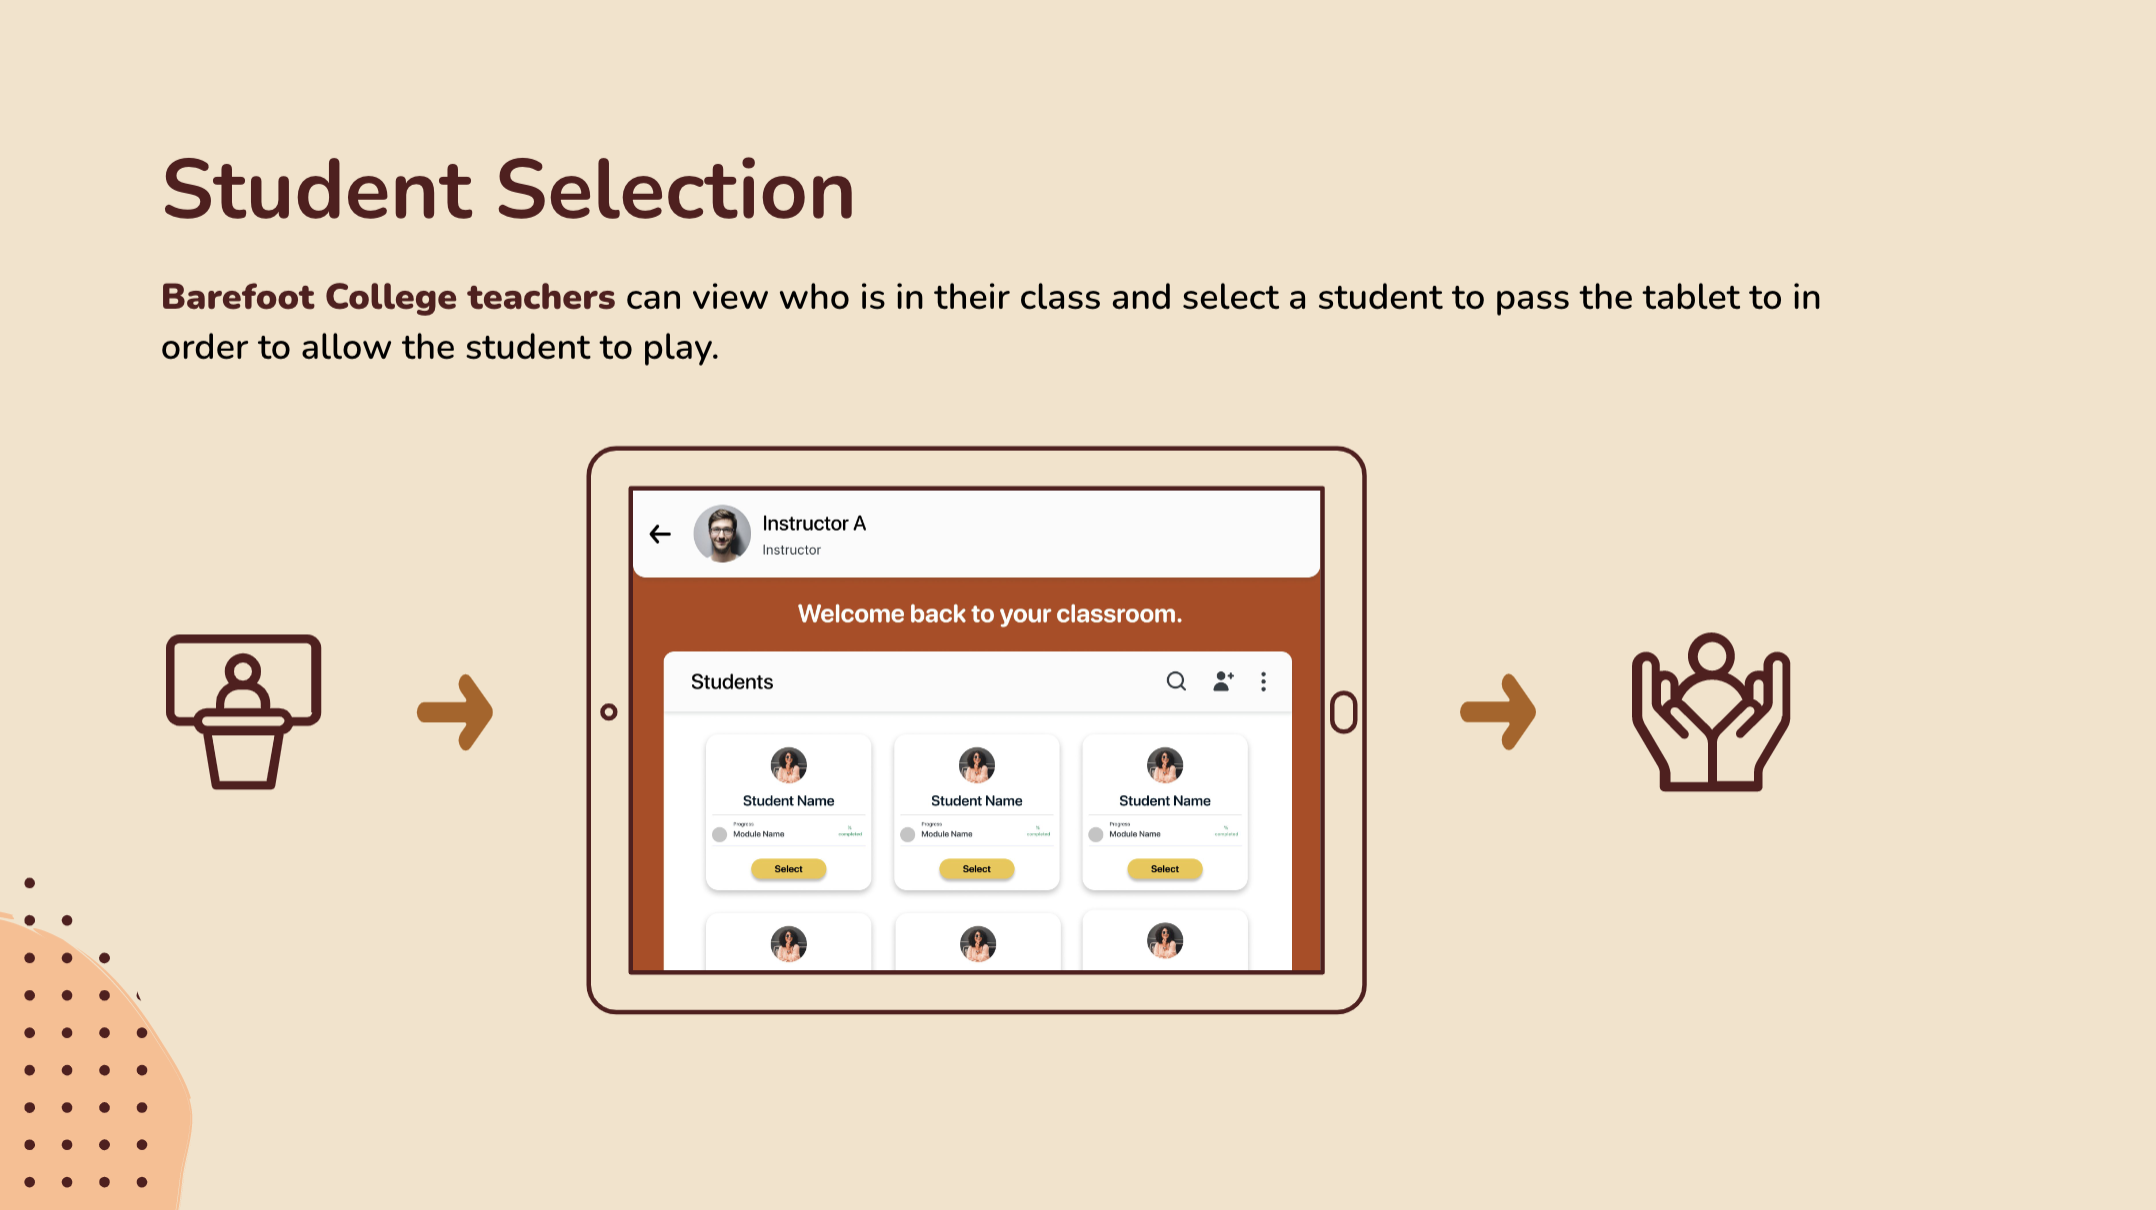 Student Selection
Barefoot College teachers can view who is in their class and select a student to pass the tablet to in
order to allow the student to play.
Instructor A
Instructor
Welcome back to your classroom.
Students
Student Name
Progress
Module Name
%
completed
Select
Student Name
Progress
Module Name
%
completed
Select
Student Name
Progress
Module Name
%
completed
Select